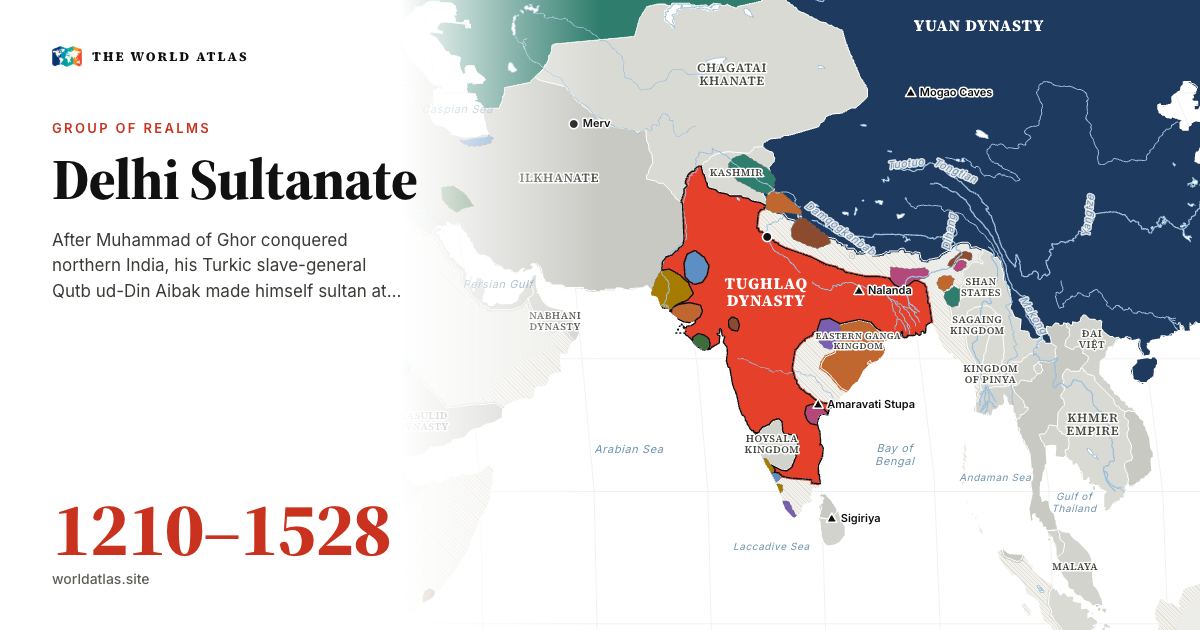 THE WORLD ATLAS
GROUP OF REALMS
Delhi Sultanate
After Muhammad of Ghor conquered
northern India, his Turkic slave-general
Qutb ud-Din Aibak made himself sultan at...
1210–1528
worldatlas.site
YUAN DYNASTY
CHAGATAI
KHANATE
Mogao Caves
Caspian Sea
Merv
ILKHANATE
KASHMIR
Tuotuo
Tongtian
Yangtze
Damqogkanbab
Jiheng
Persian Gulf
TUGHLAQ
DYNASTY
Nalanda
SHAN
STATES
NABHANI
DYNASTY
SAGAING
KINGDOM
Mekong
ĐẠI
VIỆT
EASTERN GANGA
KINGDOM
KINGDOM
OF PINYA
Amaravati Stupa
KHMER
EMPIRE
HOYSALA
KINGDOM
Arabian Sea
Bay of
Bengal
Andaman Sea
Gulf of
Thailand
Sigiriya
Laccadive Sea
MALAYA